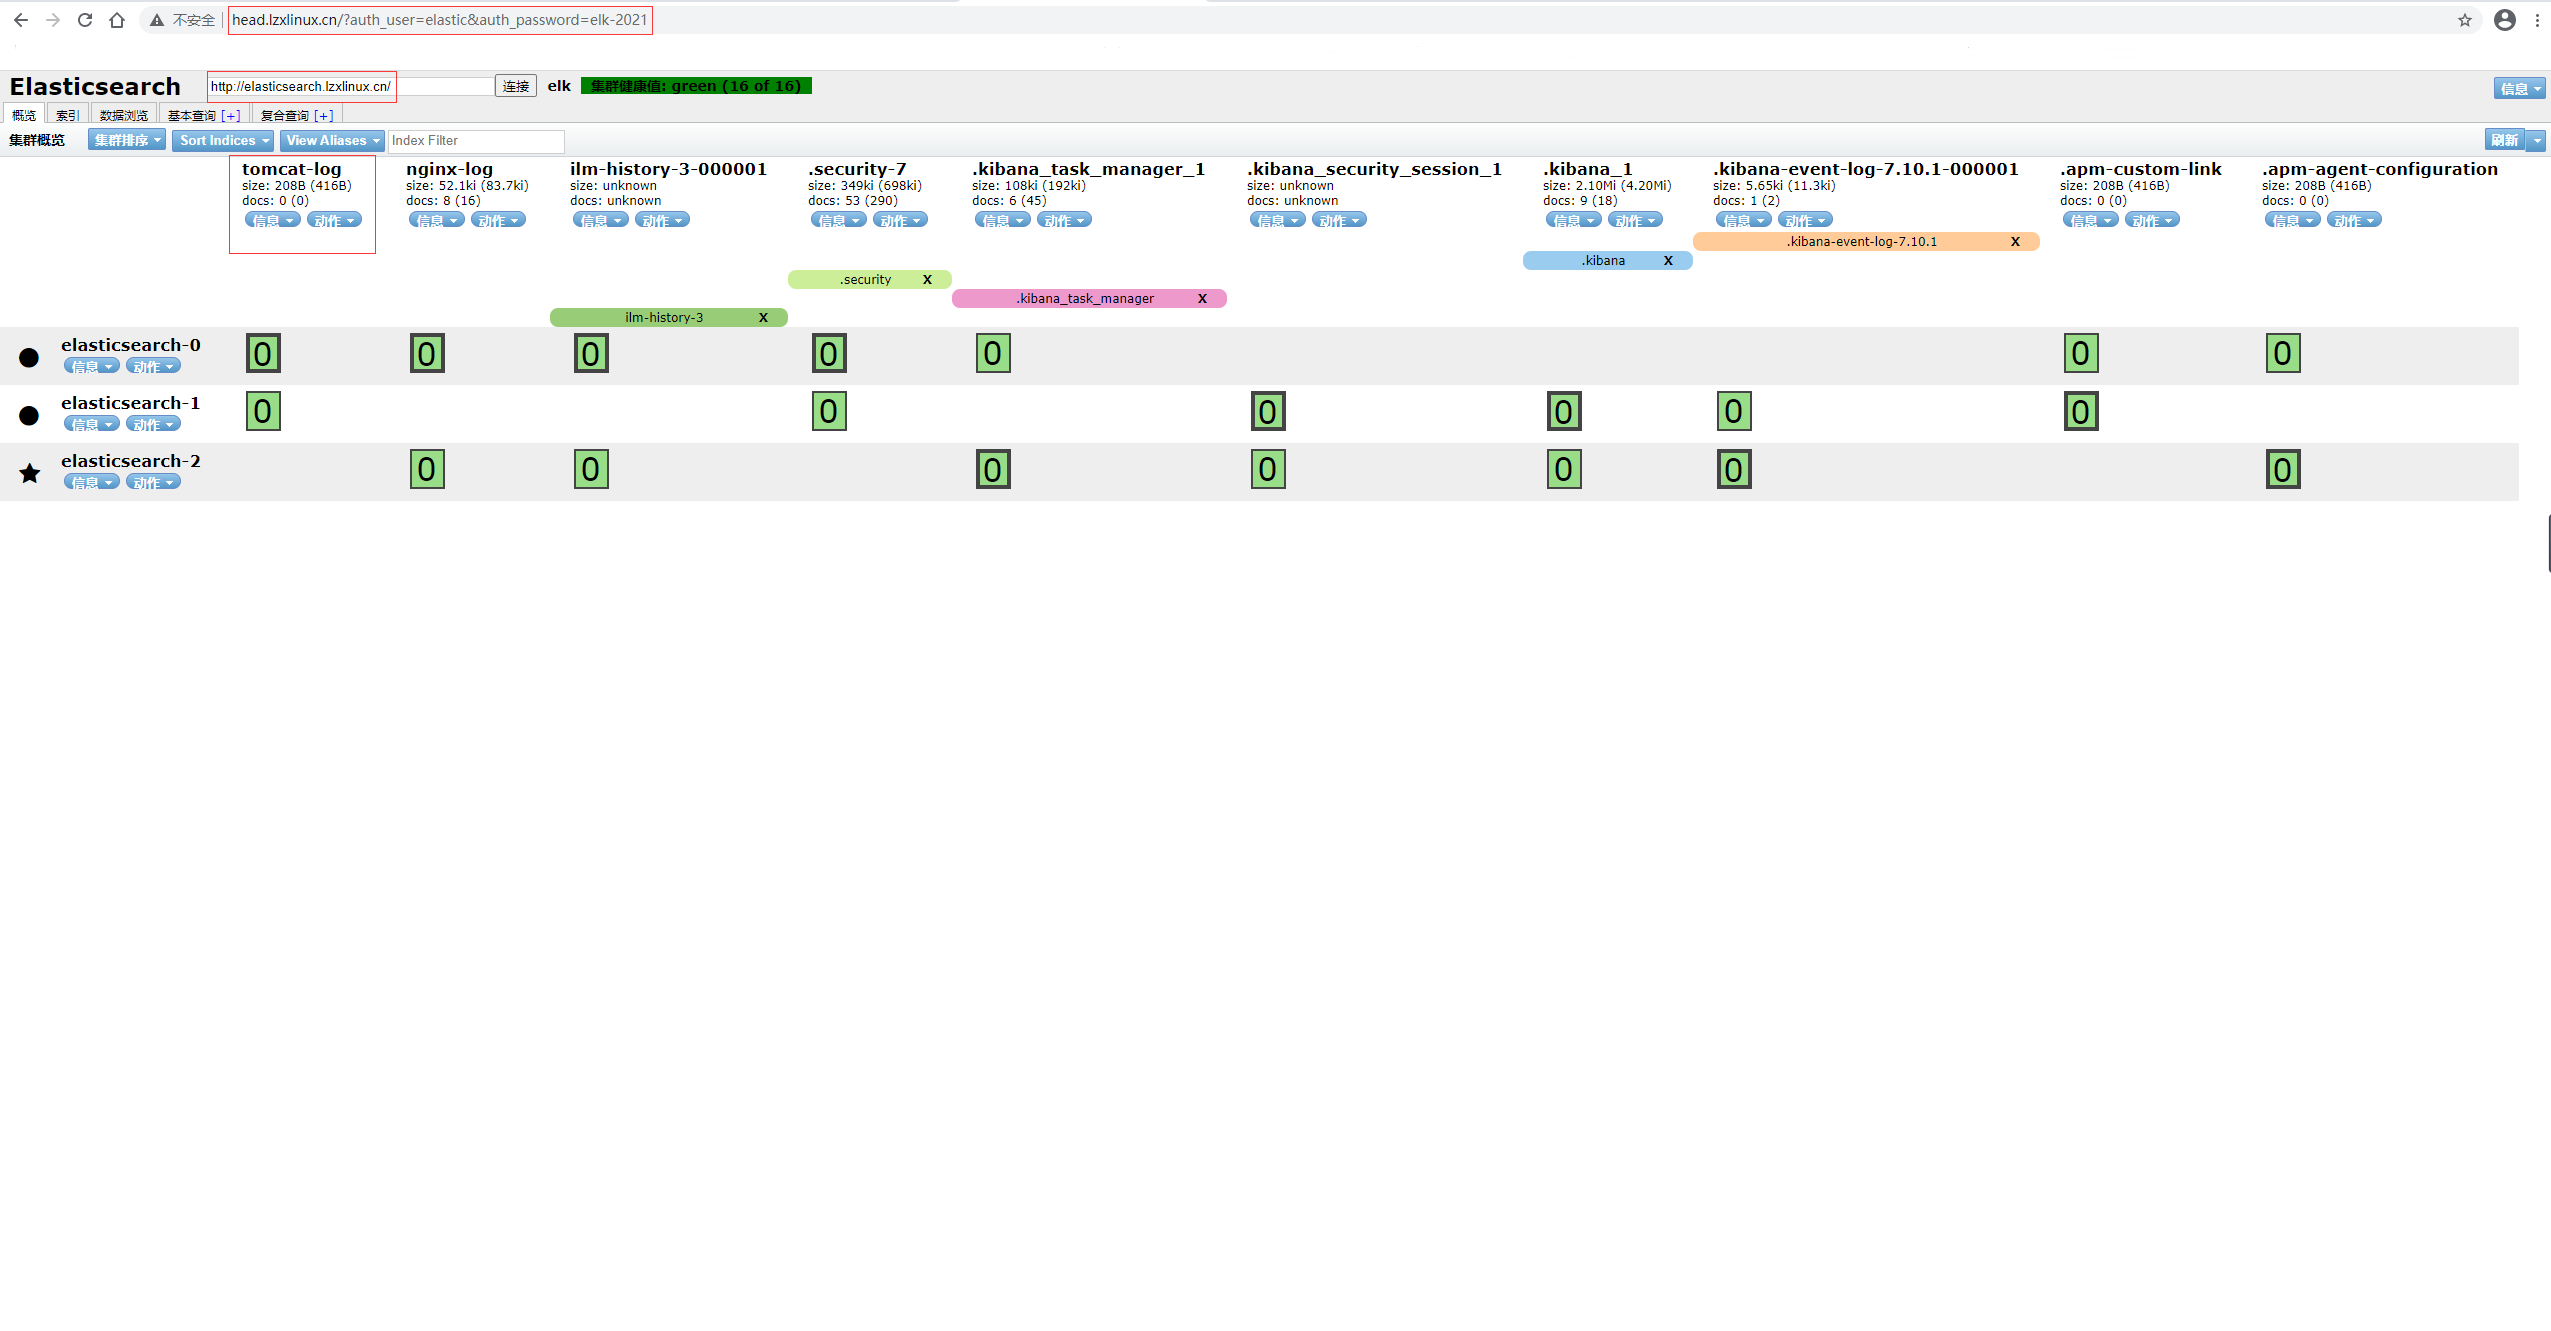 不安全 head.lzxlinux.cn/?auth_user=elastic&auth_password=elk-2021
Elasticsearch http://elasticsearch.lzxlinux.cn/ 连接 elk 集群健康值: green (16 of 16) 信息
概览 索引 数据浏览 基本查询 [+] 复合查询 [+]
集群概览 集群排序 Sort Indices View Aliases Index Filter 刷新
tomcat-log nginx-log ilm-history-3-000001 .security-7 .kibana_task_manager_1 .kibana_security_session_1 .kibana_1 .kibana-event-log-7.10.1-000001 .apm-custom-link .apm-agent-configuration
size: 208B (416B) size: 52.1ki (83.7ki) size: unknown size: 349ki (698ki) size: 108ki (192ki) size: unknown size: 2.10Mi (4.20Mi) size: 5.65ki (11.3ki) size: 208B (416B) size: 208B (416B)
docs: 0 (0) docs: 8 (16) docs: unknown docs: 53 (290) docs: 6 (45) docs: unknown docs: 9 (18) docs: 1 (2) docs: 0 (0) docs: 0 (0)
信息 动作 信息 动作 信息 动作 信息 动作 信息 动作 信息 动作 信息 动作 信息 动作 信息 动作 信息 动作
.kibana-event-log-7.10.1 X
.kibana X
.security X
.kibana_task_manager X
ilm-history-3 X
elasticsearch-0 0 0 0 0 0 0 0
信息 动作
elasticsearch-1 0 0 0 0 0 0
信息 动作
elasticsearch-2 0 0 0 0 0 0 0
信息 动作